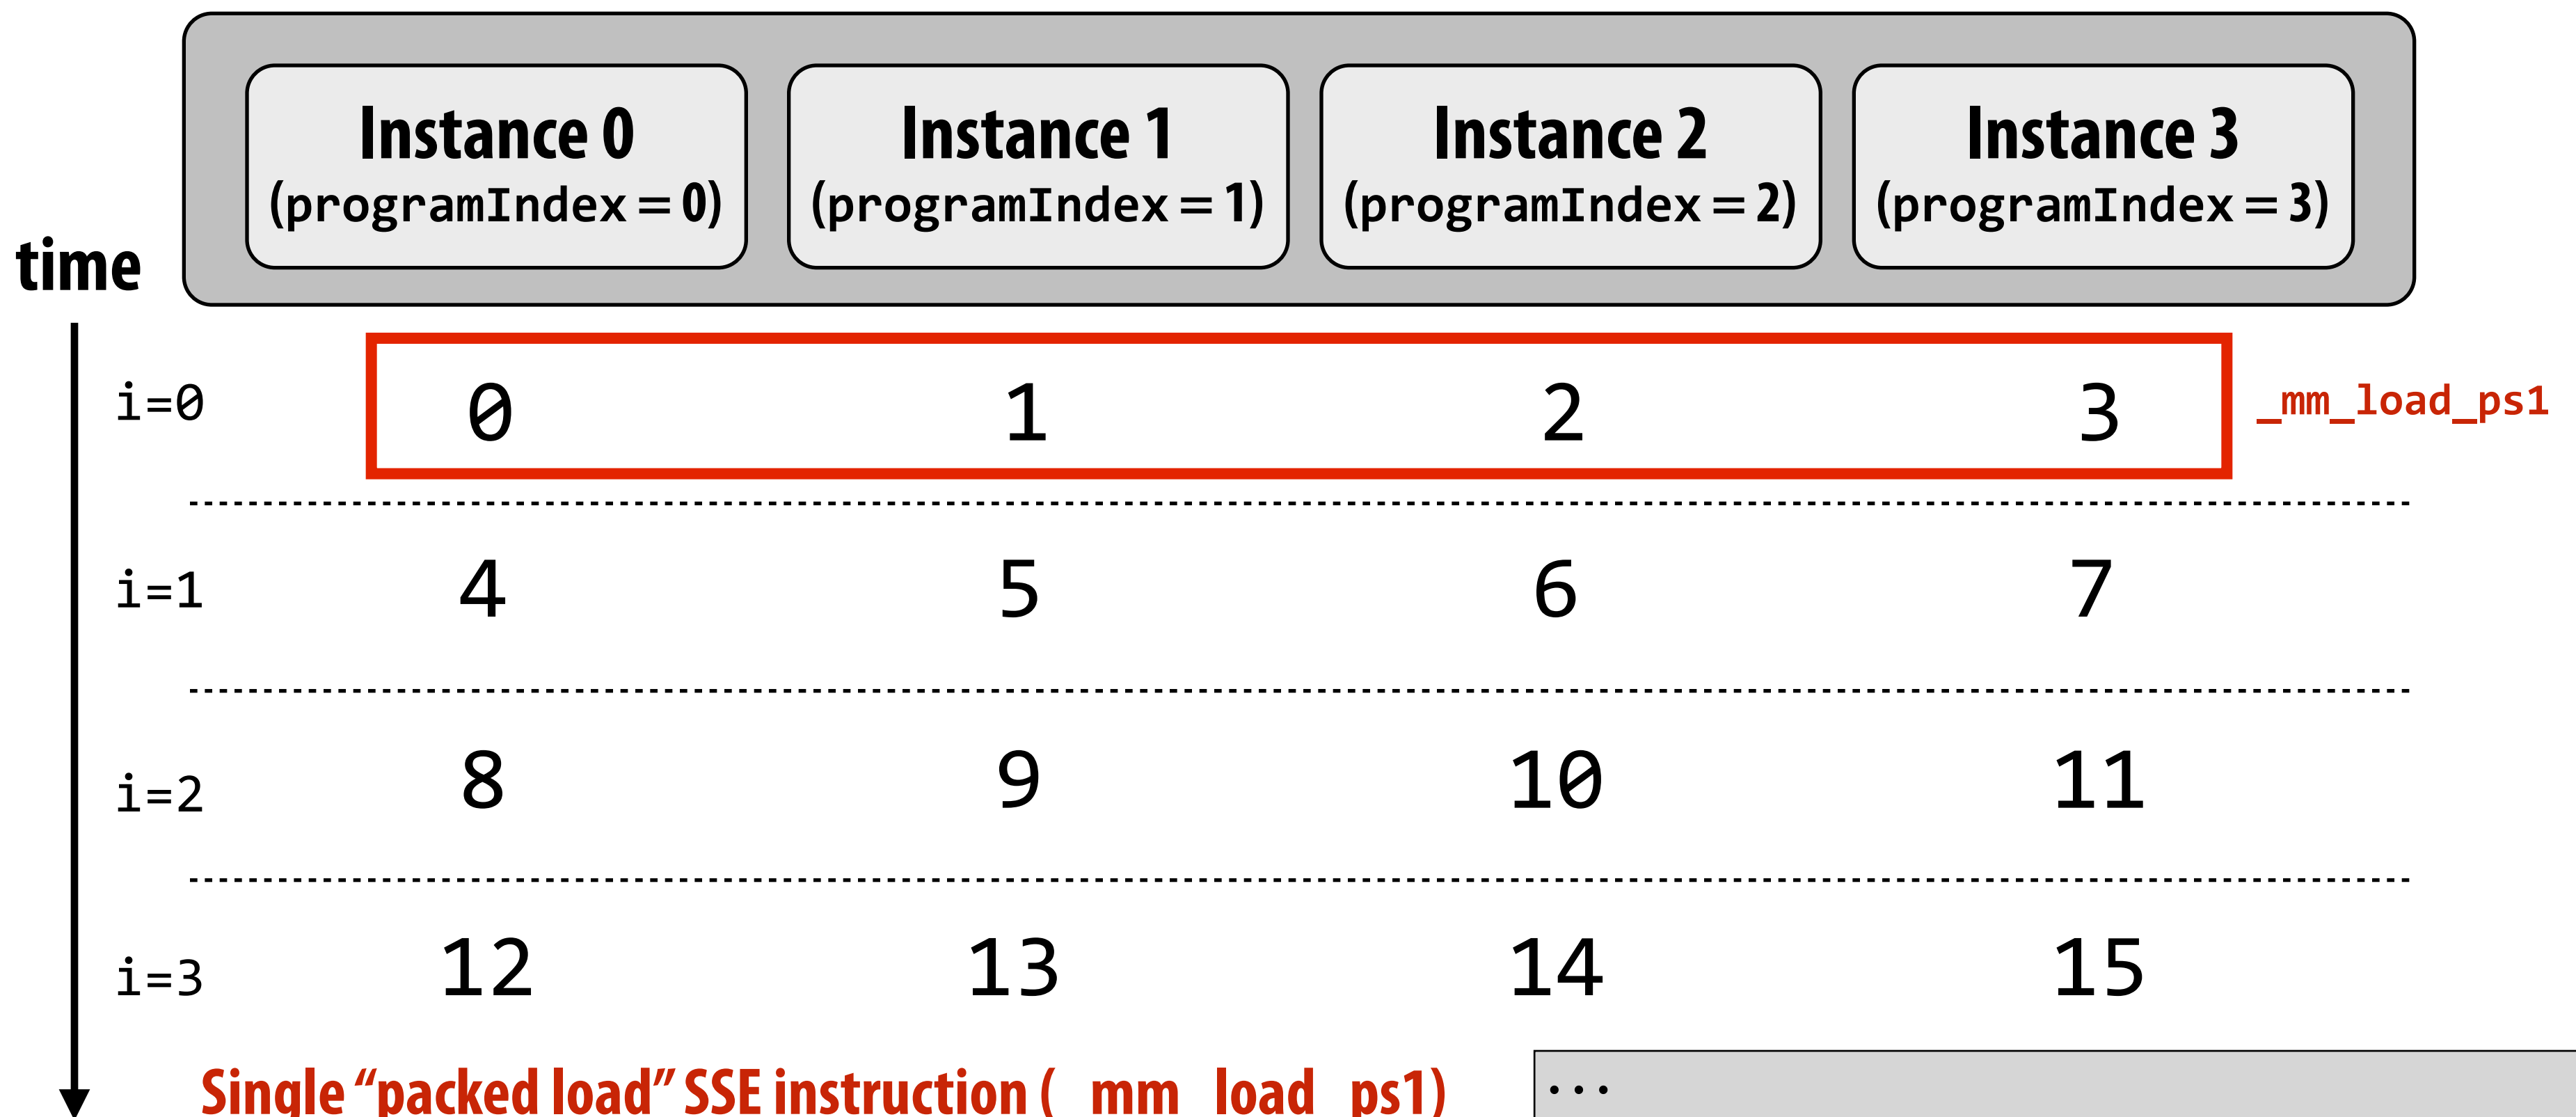 Instance 0 Instance 1 Instance 2 Instance 3
(programIndex = 0) (programIndex = 1) (programIndex = 2) (programIndex = 3)
time
i=0 0 1 2 3 _mm_load_ps1
i=1 4 5 6 7
i=2 8 9 10 11
i=3 12 13 14 15
Single “packed load” SSE instruction (_mm_load_ps1)
...